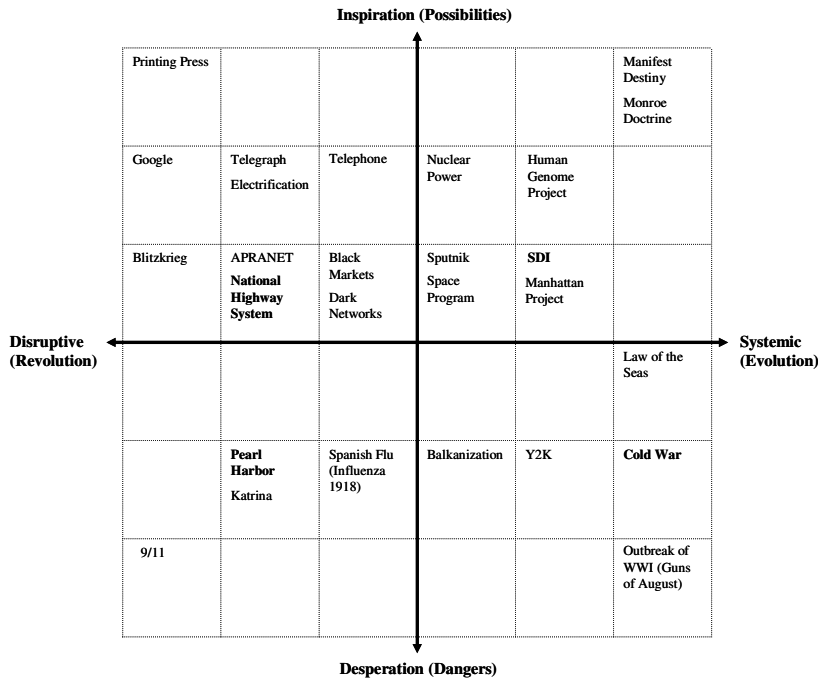 Inspiration (Possibilities)
Printing Press
Manifest
Destiny
Monroe
Doctrine
Google
Telegraph
Electrification
Telephone
Nuclear
Power
Human
Genome
Project
Blitzkrieg
APRANET
National
Highway
System
Black
Markets
Dark
Networks
Sputnik
Space
Program
SDI
Manhattan
Project
Disruptive
(Revolution)
Systemic
(Evolution)
Law of the
Seas
Pearl
Harbor
Katrina
Spanish Flu
(Influenza
1918)
Balkanization
Y2K
Cold War
9/11
Outbreak of
WWI (Guns
of August)
Desperation (Dangers)